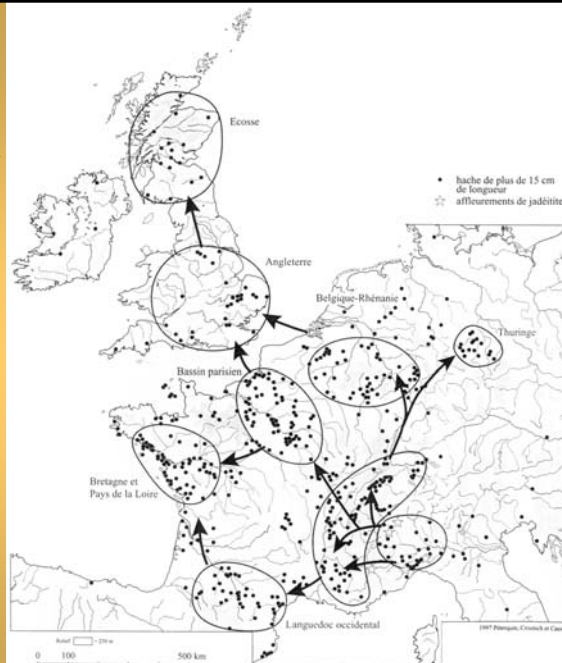 Ecosse
• hache de plus de 15 cm
de longueur
☆ affleurements de jadéitite
Angleterre
Belgique-Rhénanie
Thuringe
Bassin parisien
Bretagne et
Pays de la Loire
Languedoc occidental
Relief > 250 m
0 100 500 km
1997 Pétrequin, Croutsch et